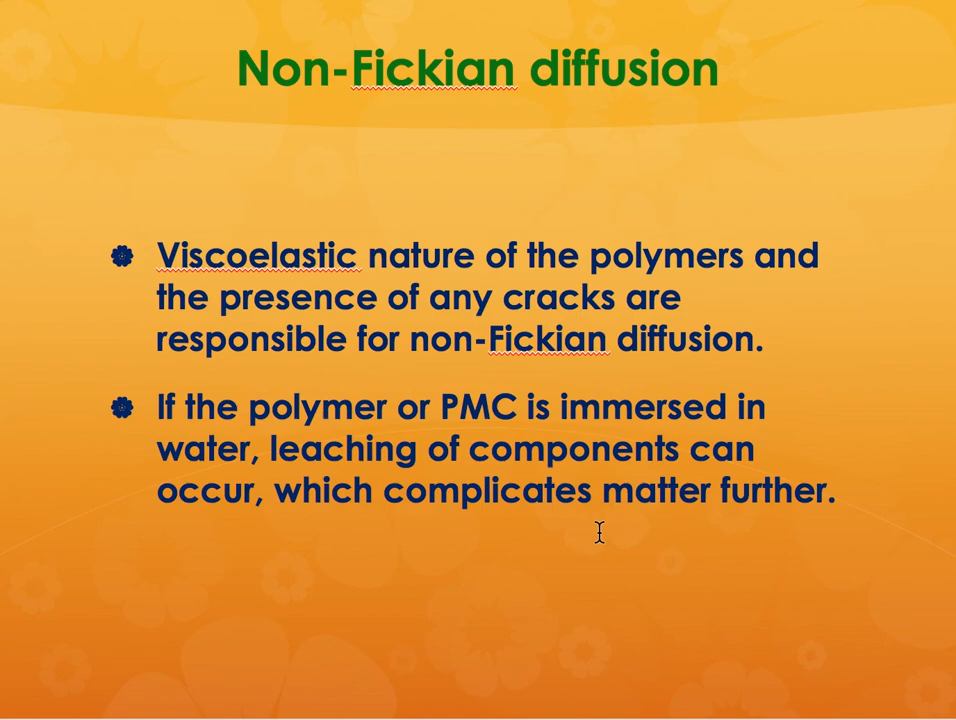 Non-Fickian diffusion
Viscoelastic nature of the polymers and
the presence of any cracks are
responsible for non-Fickian diffusion.
If the polymer or PMC is immersed in
water, leaching of components can
occur, which complicates matter further.